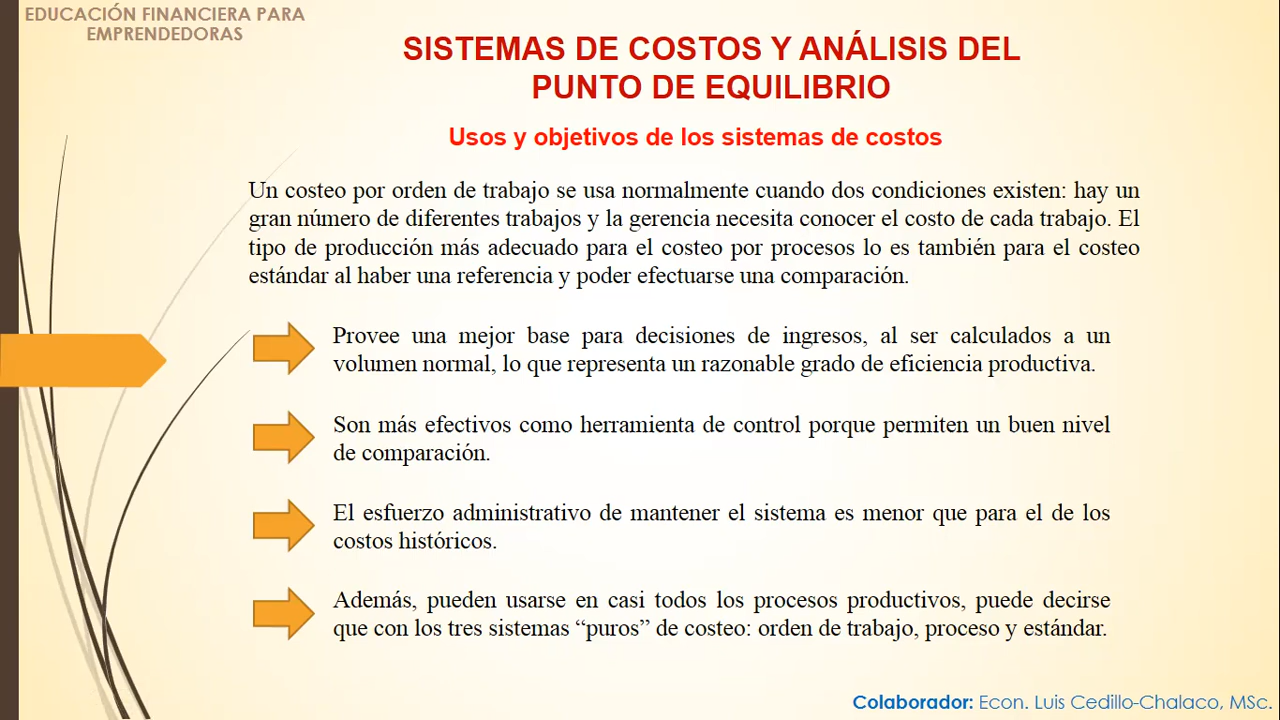 EDUCACIÓN FINANCIERA PARA
EMPRENDEDORAS
SISTEMAS DE COSTOS Y ANÁLISIS DEL
PUNTO DE EQUILIBRIO
Usos y objetivos de los sistemas de costos
Un costeo por orden de trabajo se usa normalmente cuando dos condiciones existen: hay un
gran número de diferentes trabajos y la gerencia necesita conocer el costo de cada trabajo. El
tipo de producción más adecuado para el costeo por procesos lo es también para el costeo
estándar al haber una referencia y poder efectuarse una comparación.
Provee una mejor base para decisiones de ingresos, al ser calculados a un
volumen normal, lo que representa un razonable grado de eficiencia productiva.
Son más efectivos como herramienta de control porque permiten un buen nivel
de comparación.
El esfuerzo administrativo de mantener el sistema es menor que para el de los
costos históricos.
Además, pueden usarse en casi todos los procesos productivos, puede decirse
que con los tres sistemas “puros” de costeo: orden de trabajo, proceso y estándar.
Colaborador: Econ. Luis Cedillo-Chalaco, MSc.